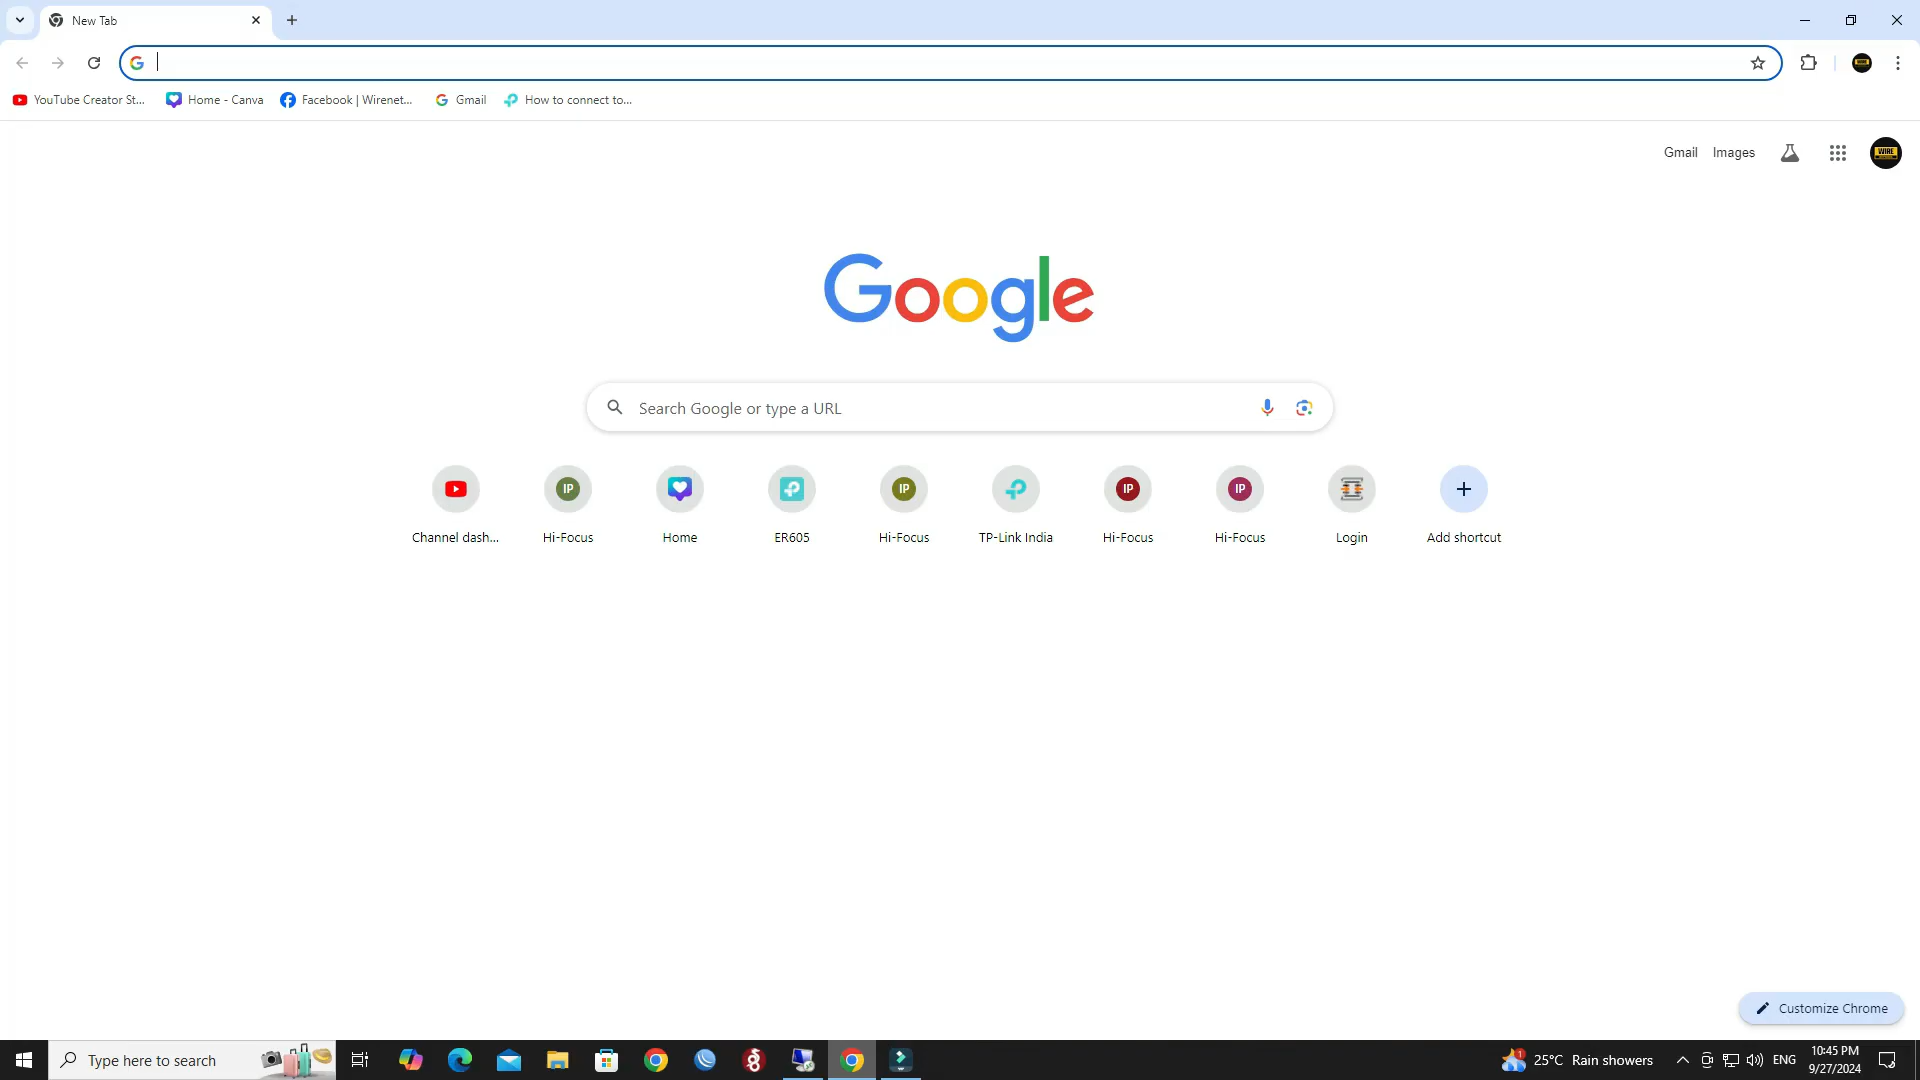 New Tab
YouTube Creator St...
Home - Canva
Facebook | Wirenet...
Gmail
How to connect to...
Gmail
Images
WIRE
Google
Search Google or type a URL
IP
IP
IP
IP
Channel dash...
Hi-Focus
Home
ER605
Hi-Focus
TP-Link India
Hi-Focus
Hi-Focus
Login
Add shortcut
Customize Chrome
Type here to search
1
25°C Rain showers
ENG
10:45 PM
9/27/2024